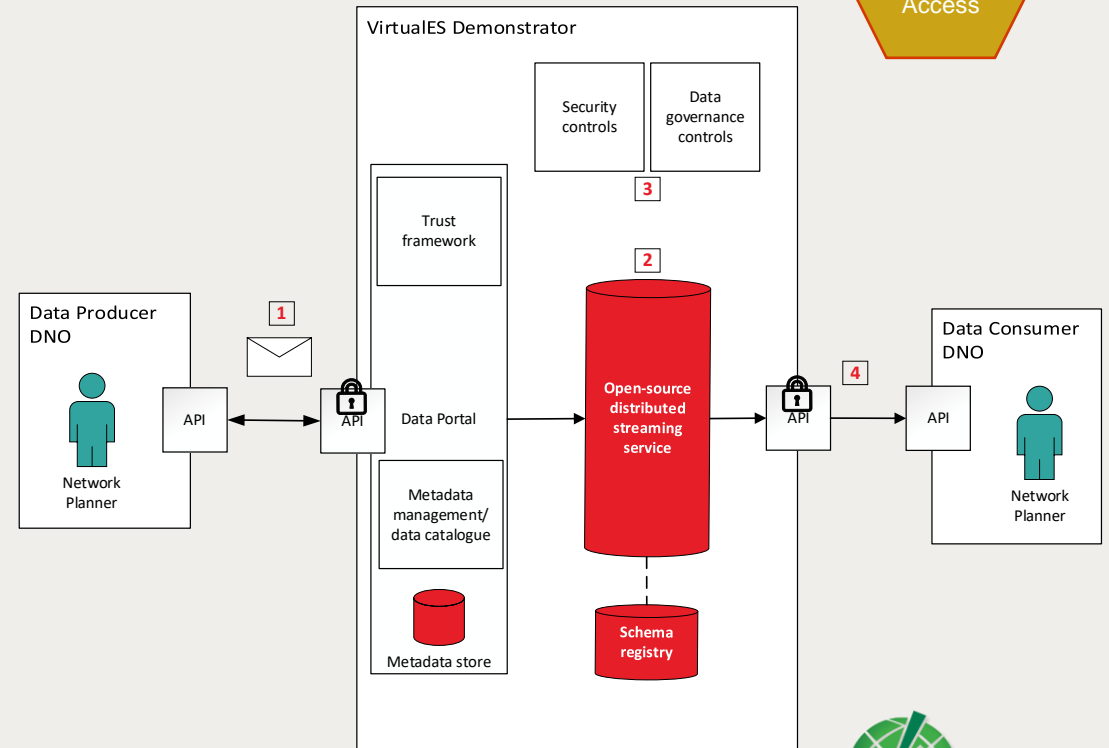 Access
VirtualES Demonstrator
Security
controls
Data
governance
controls
3
Trust
framework
2
Data Producer
DNO
1
Data Consumer
DNO
4
API
API
Data Portal
Open-source
distributed
streaming
service
API
API
Network
Planner
Metadata
management/
data catalogue
Network
Planner
Schema
registry
Metadata store